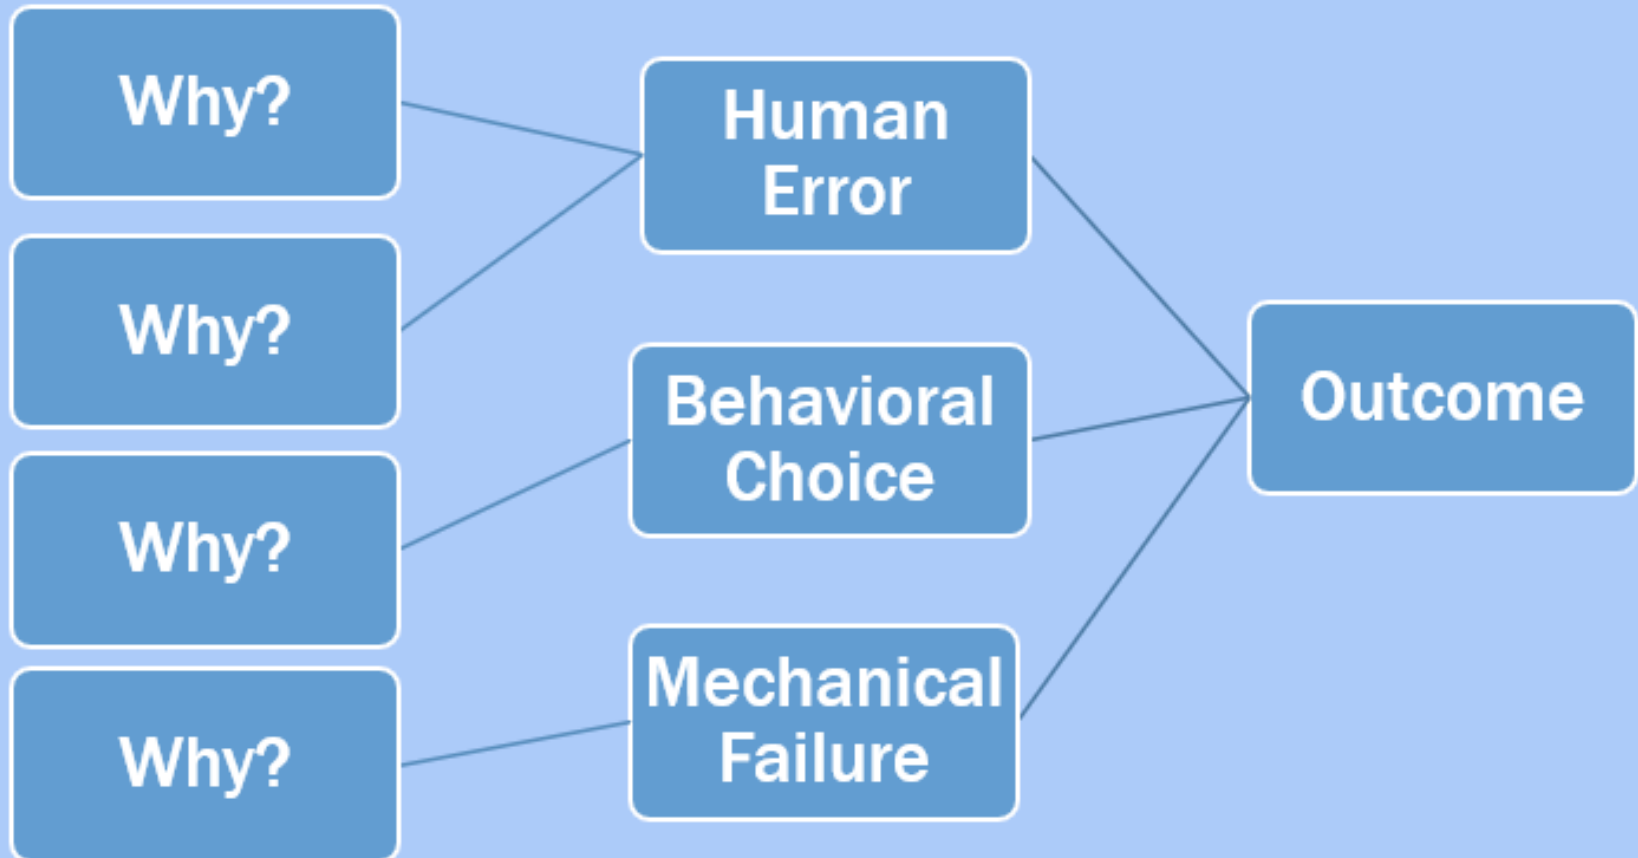 Why?
Why?
Why?
Why?
Human
Error
Behavioral
Choice
Mechanical
Failure
Outcome